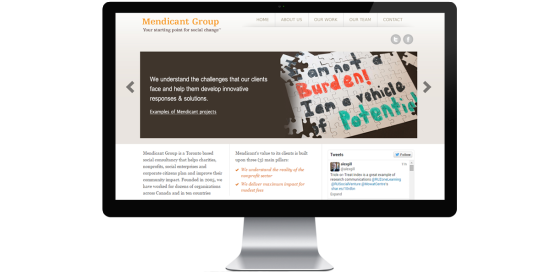 Mendicant Group
Your starting point for social change™
HOME ABOUT US OUR WORK OUR TEAM CONTACT
We understand the challenges that our clients
face and help them develop innovative
responses & solutions.
Examples of Mendicant projects
I am not a
Burden!
I am a vehicle
of Potential
Mendicant Group is a Toronto based
social consultancy that helps charities,
nonprofits, social enterprises and
corporate citizens plan and improve their
community impact. Founded in 2005, we
have worked for dozens of organizations
across Canada and in ten countries
Mendicant's value to its clients is built
upon three (3) main pillars:
We understand the reality of the
nonprofit sector
We deliver maximum impact for
modest fees
Tweets
Follow
Expand